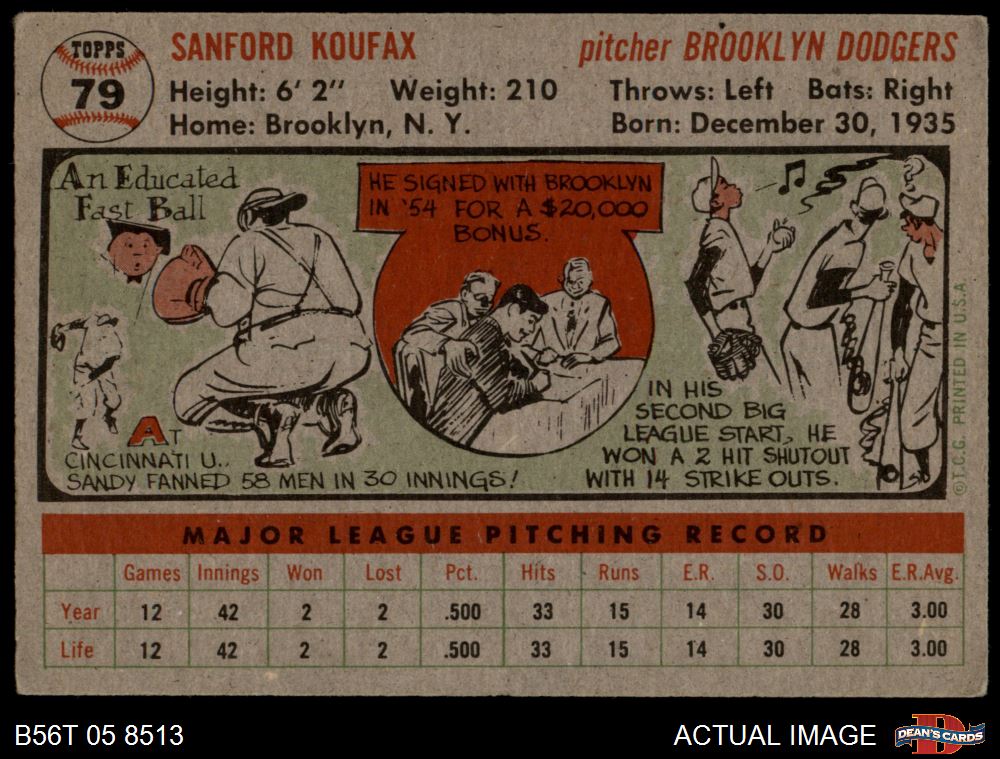 TOPPS
79
SANFORD KOUFAX pitcher BROOKLYN DODGERS
Height: 6' 2" Weight: 210 Throws: Left Bats: Right
Home: Brooklyn, N. Y. Born: December 30, 1935
An Educated
Fast Ball
HE SIGNED WITH BROOKLYN
IN '54 FOR A $20,000
BONUS.
AT
CINCINNATI U.,
SANDY FANNED 58 MEN IN 30 INNINGS!
IN HIS
SECOND BIG
LEAGUE START, HE
WON A 2 HIT SHUTOUT
WITH 14 STRIKE OUTS.
©T.C.G. PRINTED IN U.S.A.
MAJOR LEAGUE PITCHING RECORD
Games Innings Won Lost Pct. Hits Runs E.R. S.O. Walks E.R.Avg.
Year 12 42 2 2 .500 33 15 14 30 28 3.00
Life 12 42 2 2 .500 33 15 14 30 28 3.00
B56T 05 8513 ACTUAL IMAGE D DEAN'S CARDS